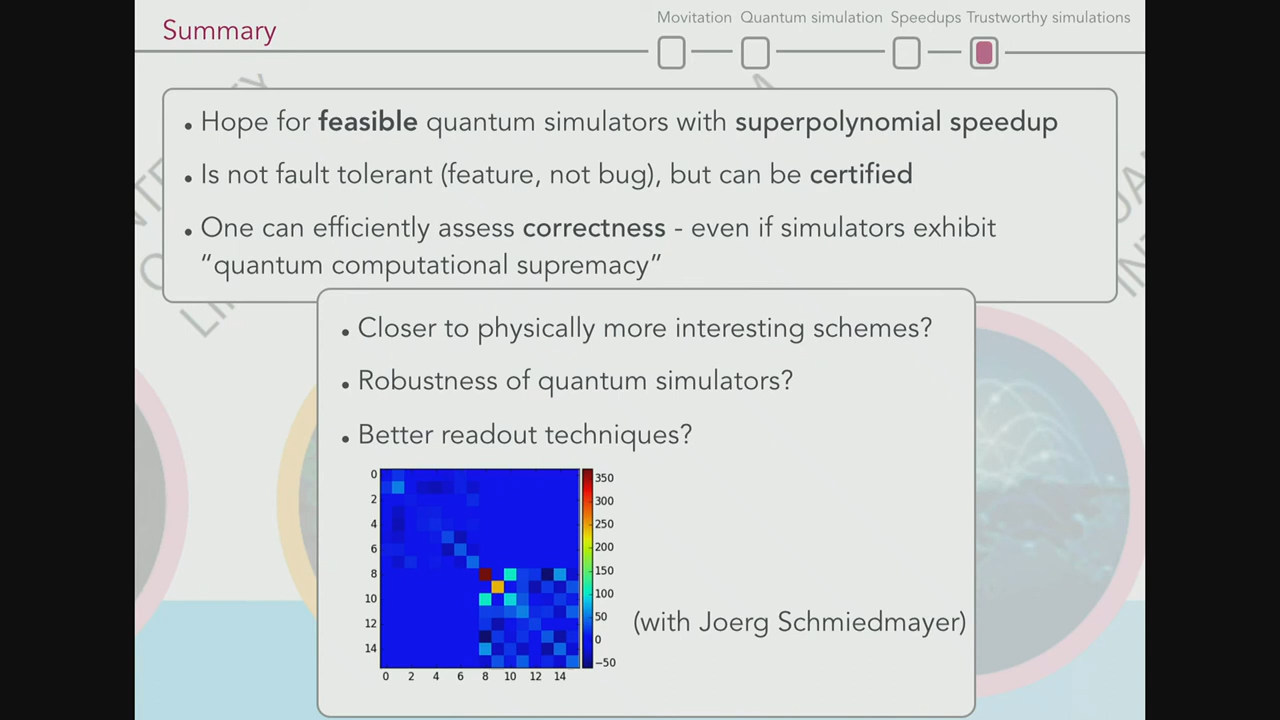 Summary
Movitation Quantum simulation Speedups Trustworthy simulations
• Hope for feasible quantum simulators with superpolynomial speedup
• Is not fault tolerant (feature, not bug), but can be certified
• One can efficiently assess correctness - even if simulators exhibit
“quantum computational supremacy”
• Closer to physically more interesting schemes?
• Robustness of quantum simulators?
• Better readout techniques?
0
2
4
6
8
10
12
14
0 2 4 6 8 10 12 14
350
300
250
200
150
100
50
0
−50
(with Joerg Schmiedmayer)